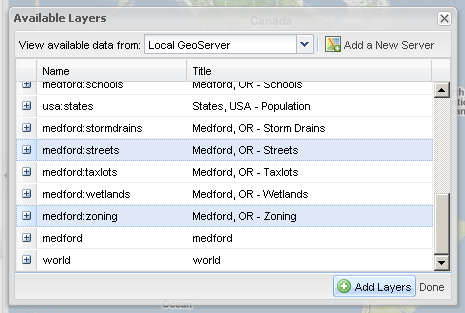 Canada
Available Layers
View available data from: Local GeoServer Add a New Server
Name Title
medford:schools Medford, OR - Schools
usa:states States, USA - Population
medford:stormdrains Medford, OR - Storm Drains
medford:streets Medford, OR - Streets
medford:taxlots Medford, OR - Taxlots
medford:wetlands Medford, OR - Wetlands
medford:zoning Medford, OR - Zoning
medford medford
world world
Add Layers Done
Ocean